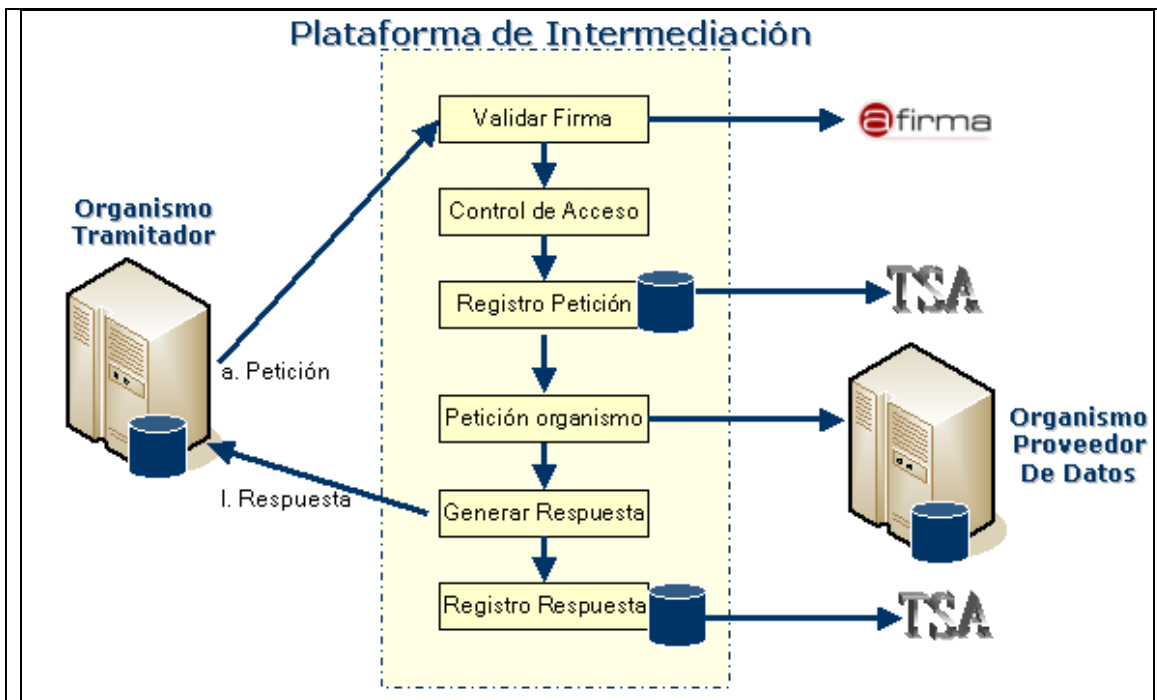 Plataforma de Intermediación
Validar Firma
@firma
Control de Acceso
Organismo
Tramitador
Registro Petición
TSA
a. Petición
Petición organismo
Organismo
Proveedor
De Datos
l. Respuesta
Generar Respuesta
Registro Respuesta
TSA